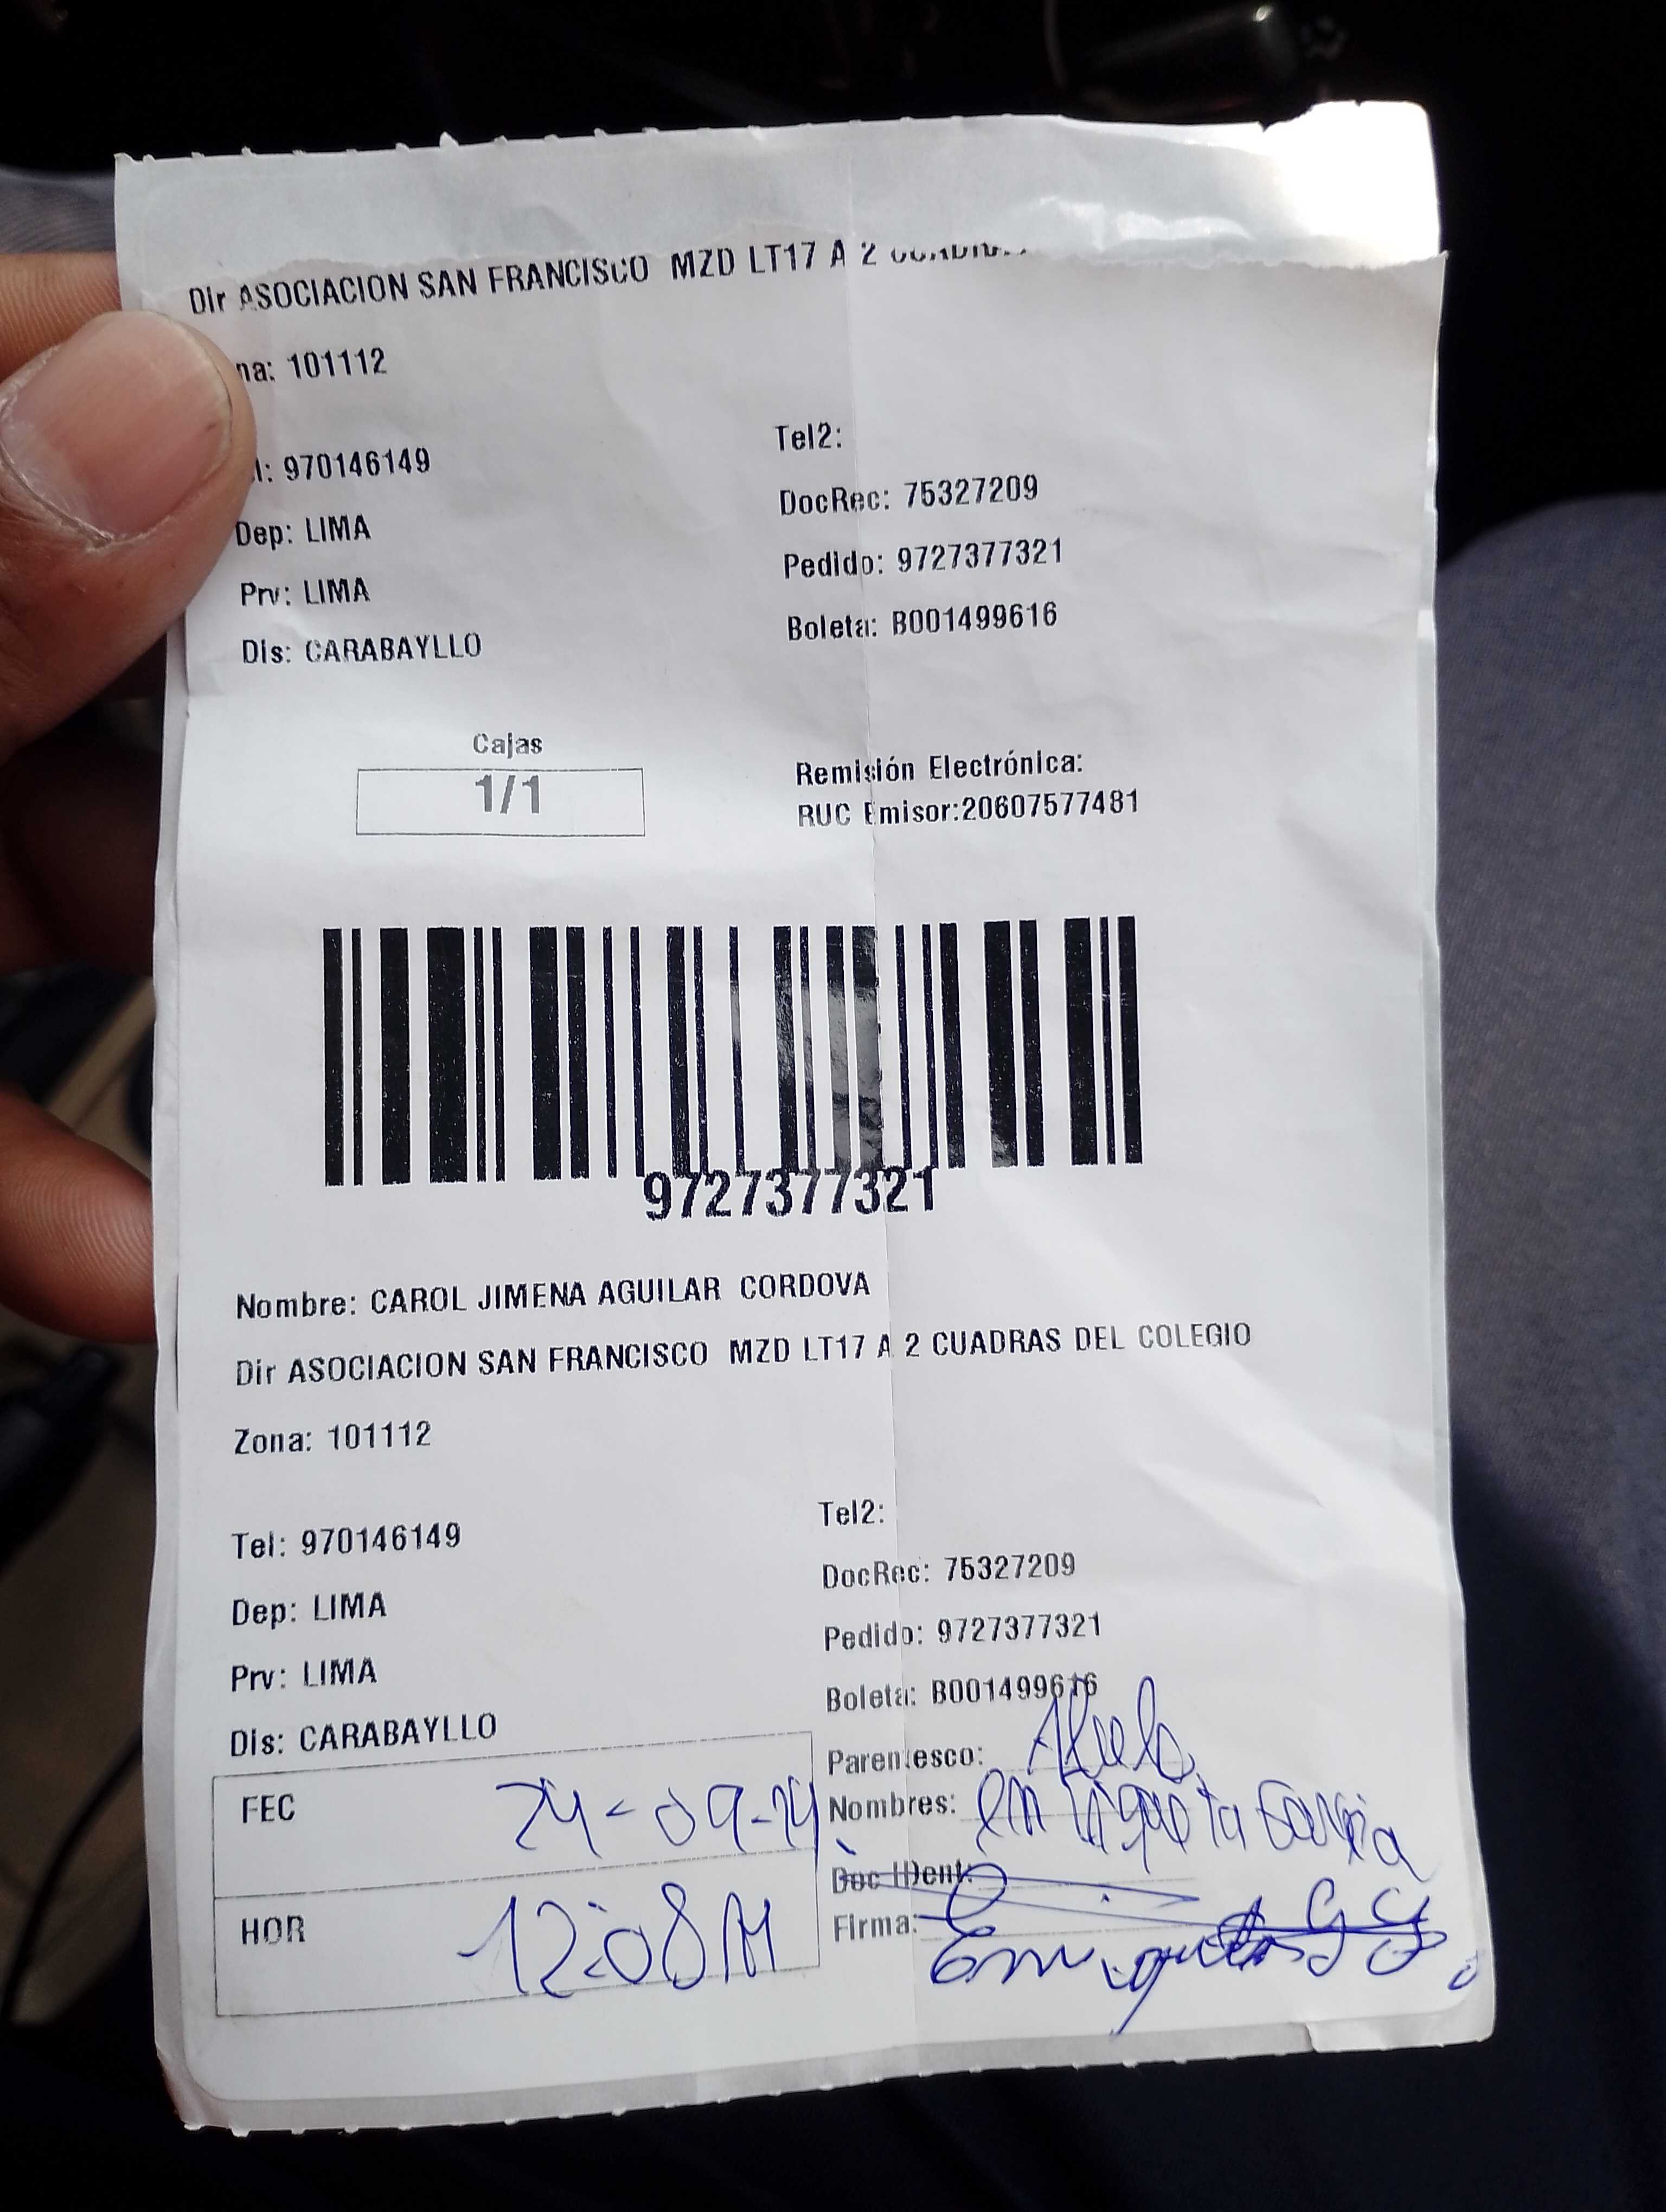 Dir ASOCIACION SAN FRANCISCO MZD LT17 A 2
na: 101112
l: 970146149
Tel2:
DocRec: 75327209
Dep: LIMA
Pedido: 9727377321
Prv: LIMA
Boleta: B001499616
Dis: CARABAYLLO
Cajas
1/1
Remisión Electrónica:
RUC Emisor:20607577481
9727377321
Nombre: CAROL JIMENA AGUILAR CORDOVA
Dir ASOCIACION SAN FRANCISCO MZD LT17 A 2 CUADRAS DEL COLEGIO
Zona: 101112
Tel: 970146149
Tel2:
DocRec: 75327209
Dep: LIMA
Pedido: 9727377321
Prv: LIMA
Boleta: B001499616
Dis: CARABAYLLO
Parentesco:
FEC 24-09-24
Nombres:
Doc IDent:
HOR 12:08
Firma: